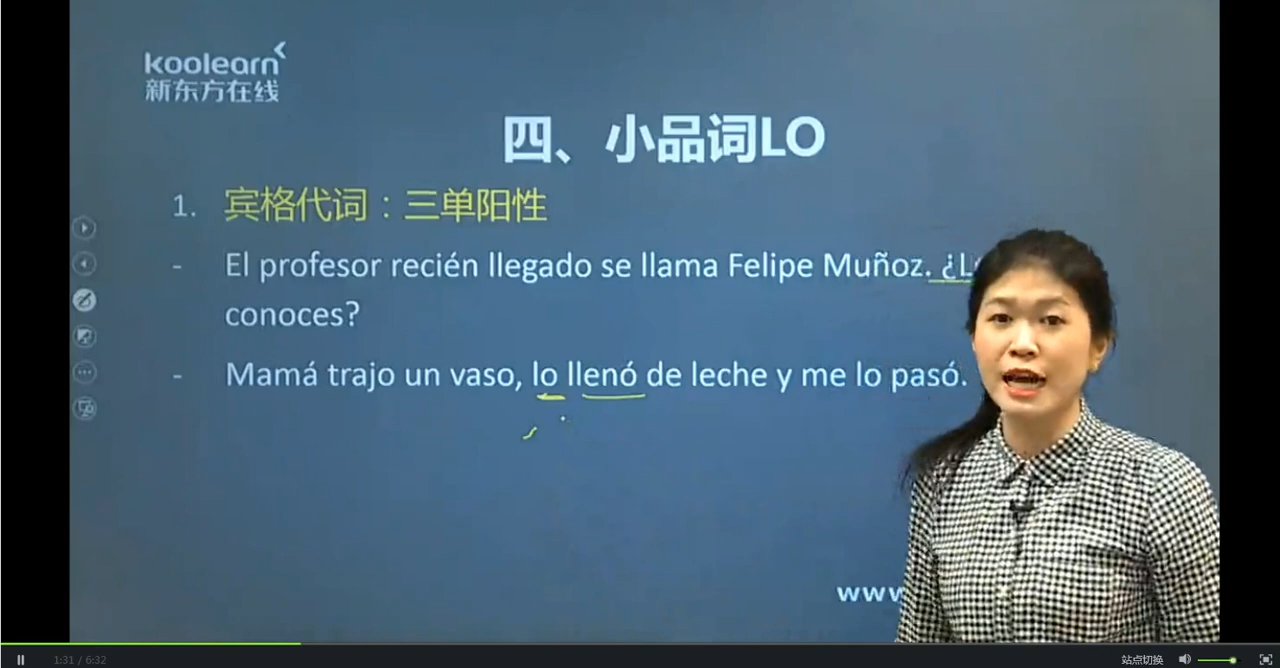 koolearn
新东方在线
四、小品词LO
1. 宾格代词：三单阳性
- El profesor recién llegado se llama Felipe Muñoz.
conoces?
- Mamá trajo un vaso, lo llenó de leche y me lo pasó.
www
1:31 / 6:32
站点切换